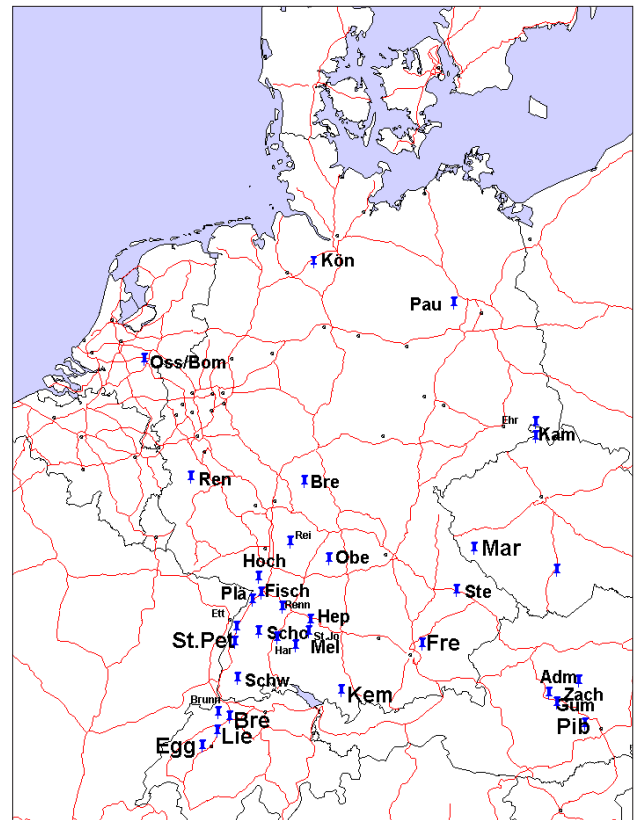 Kön
Pau
Oss/Bom
Ehr
Kam
Ren
Bre
Rei
Mar
Hoch
Obe
Plä
Fisch
Ste
Renn
Ett
Hep
St.Pet
Scho
St.Jo
Har
Mel
Fre
Schw
Kem
Adm
Zach
Gum
Pib
Brunn
Bre
Lie
Egg